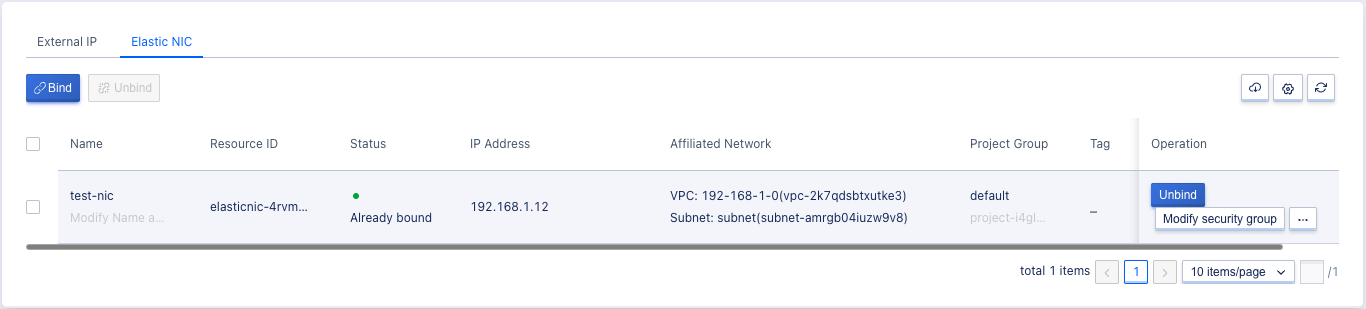 External IP
Elastic NIC
Bind
Unbind
Name
Resource ID
Status
IP Address
Affiliated Network
Project Group
Tag
Operation
test-nic
Modify Name a...
elasticnic-4rvm...
Already bound
192.168.1.12
VPC: 192-168-1-0(vpc-2k7qdsbtxutke3)
Subnet: subnet(subnet-amrgb04iuzw9v8)
default
project-i4gl...
_
Unbind
Modify security group
...
total 1 items
1
10 items/page
/1